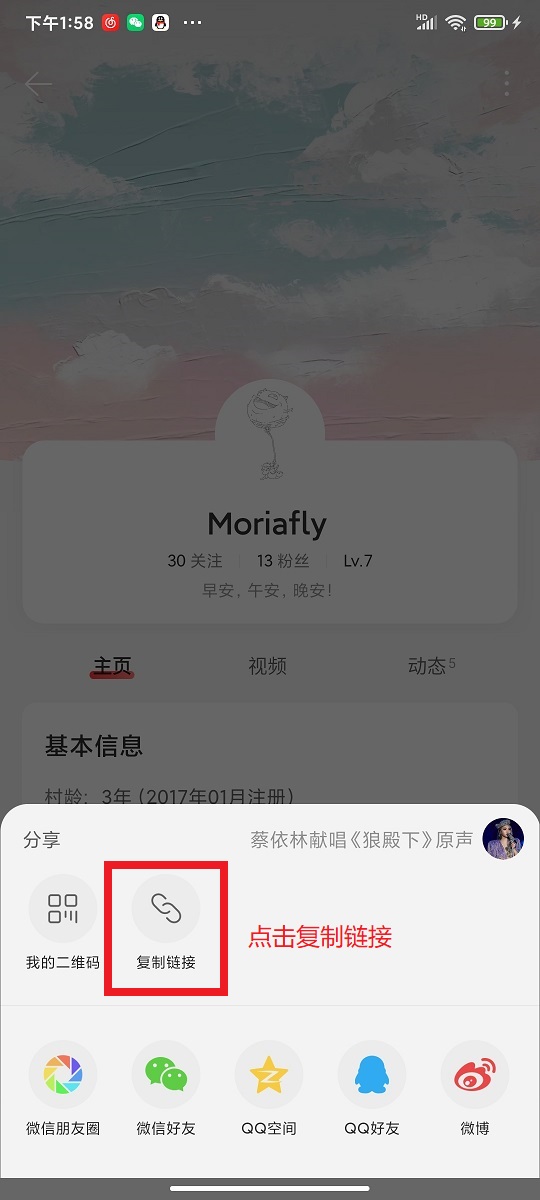 下午1:58
HD
99
Moriafly
30 关注
13 粉丝
Lv.7
早安，午安，晚安！
主页
视频
动态5
基本信息
村龄：3年（2017年01月注册）
分享
蔡依林献唱《狼殿下》原声
我的二维码
复制链接
点击复制链接
微信朋友圈
微信好友
QQ空间
QQ好友
微博